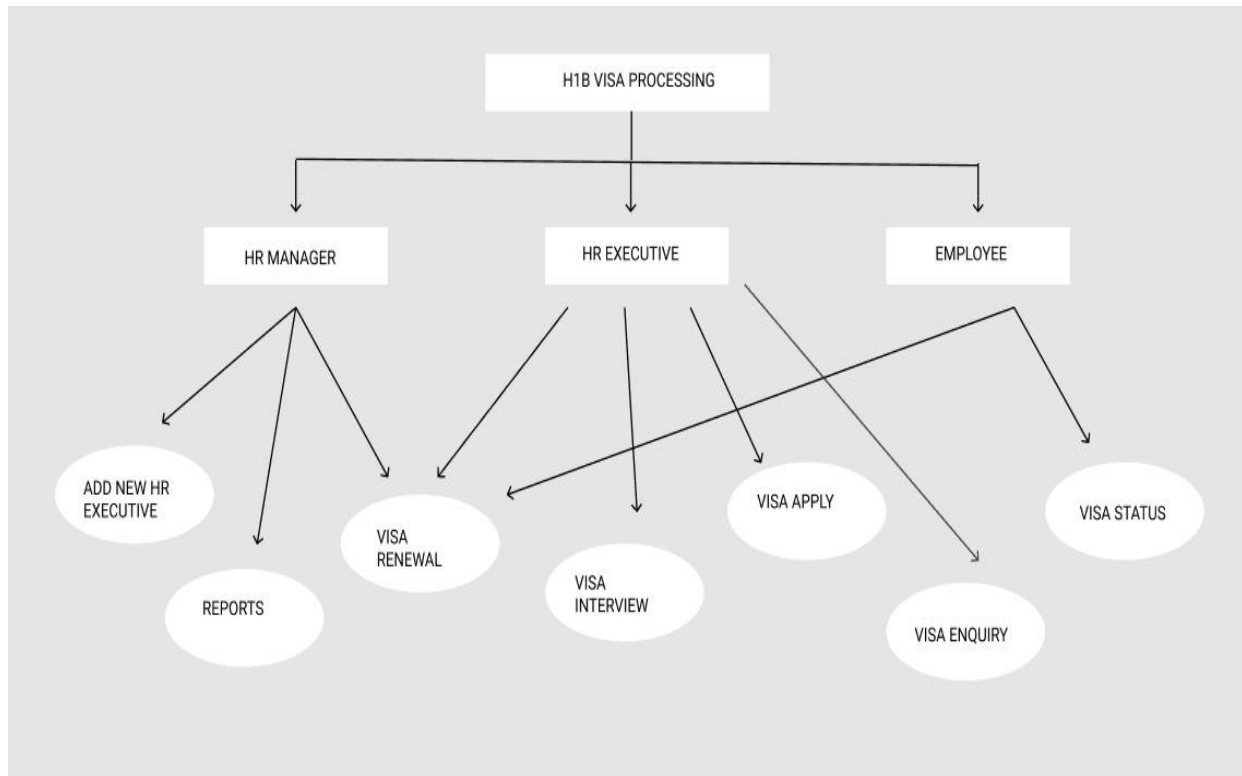 H1B VISA PROCESSING
HR MANAGER
HR EXECUTIVE
EMPLOYEE
ADD NEW HR
EXECUTIVE
REPORTS
VISA
RENEWAL
VISA
INTERVIEW
VISA APPLY
VISA ENQUIRY
VISA STATUS